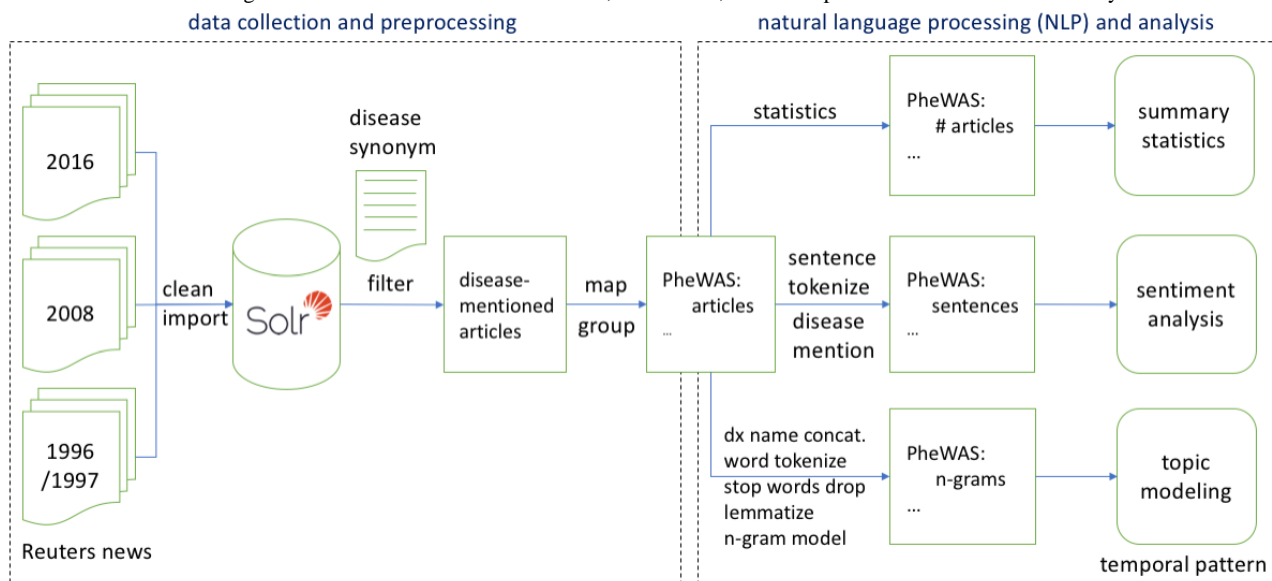 data collection and preprocessing
natural language processing (NLP) and analysis
2016
2008
1996
/1997
Reuters news
clean
import
Solr
disease
synonym
filter
disease-
mentioned
articles
map
group
PheWAS:
articles
...
statistics
PheWAS:
# articles
...
summary
statistics
sentence
tokenize
disease
mention
PheWAS:
sentences
...
sentiment
analysis
dx name concat.
word tokenize
stop words drop
lemmatize
n-gram model
PheWAS:
n-grams
...
topic
modeling
temporal pattern